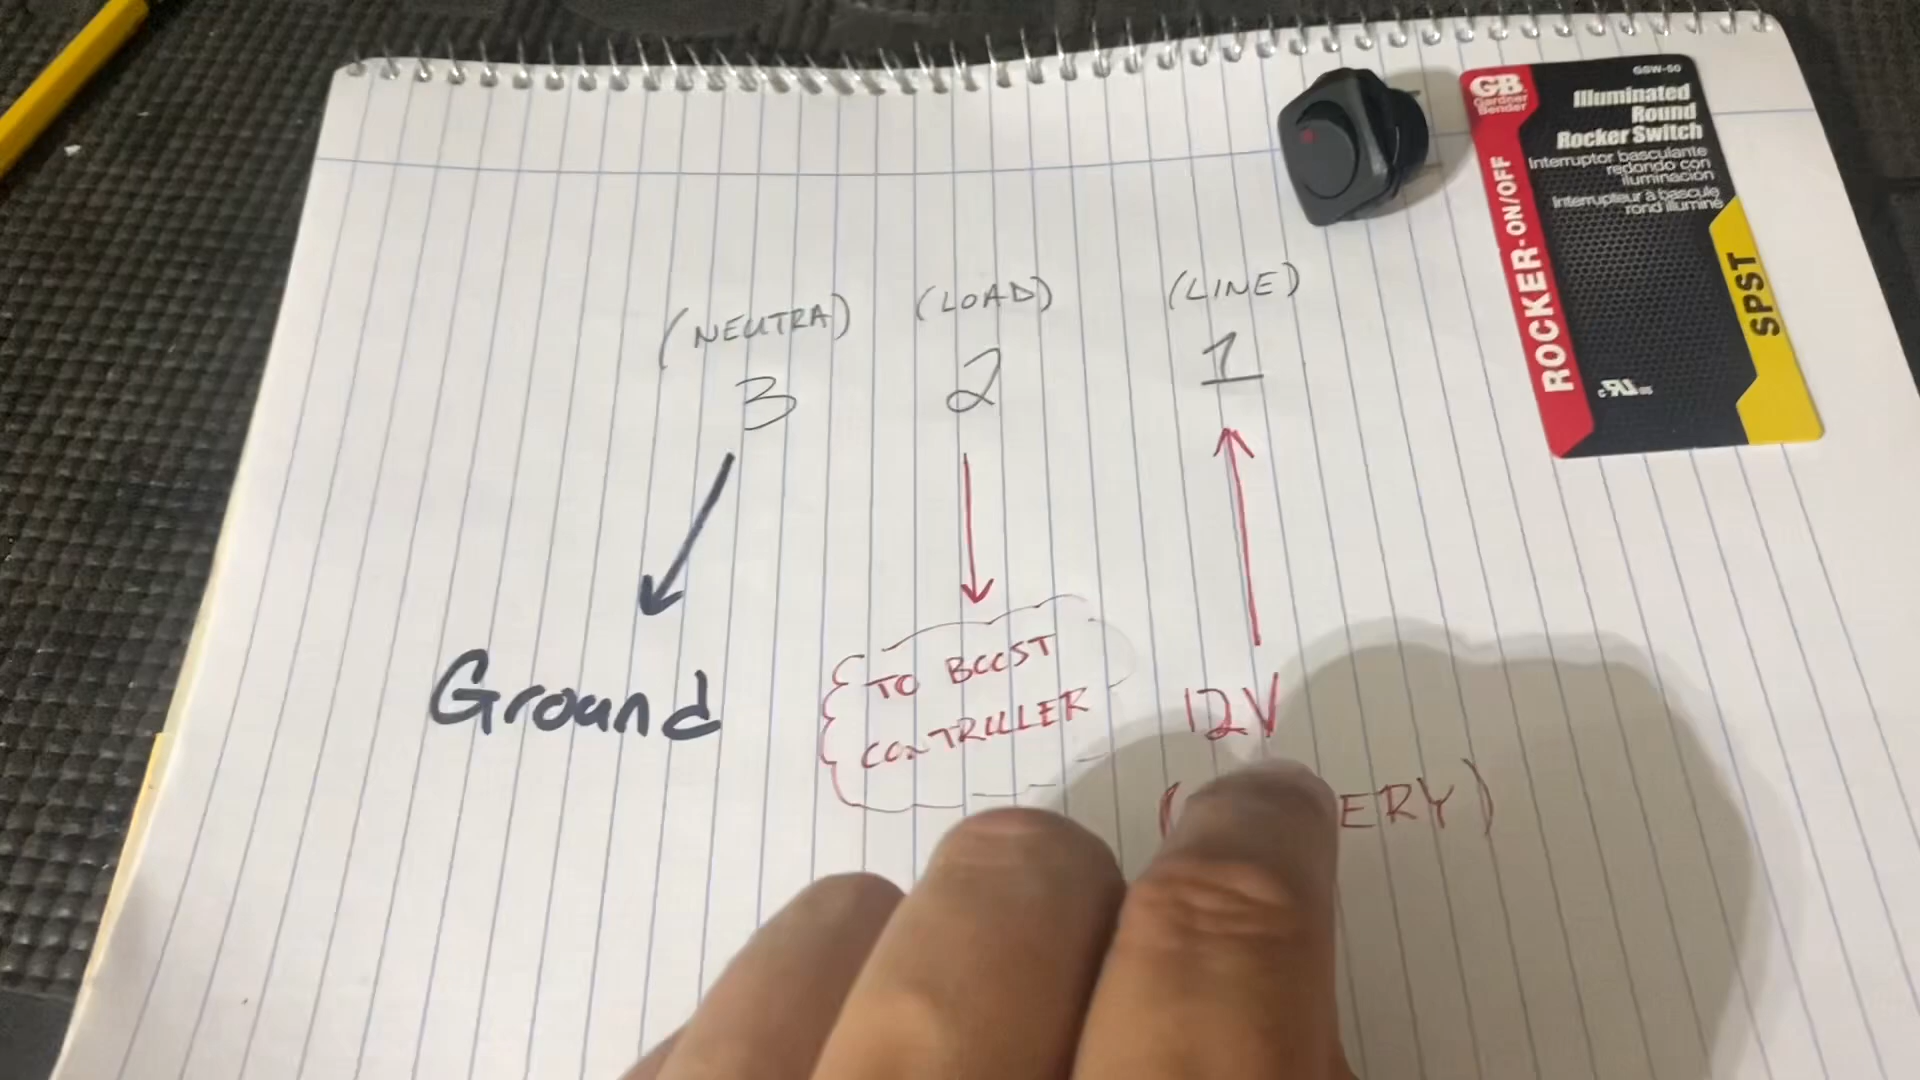 GSW-50
GB
Gardner
Bender
Illuminated
Round
Rocker Switch
Interruptor basculante
redondo con
iluminación
Interrupteur à bascule
rond illuminé
ROCKER-ON/OFF
SPST
(NEUTRA) (LOAD) (LINE)
3 2 1
Ground
TO BOOST
CONTRLLER
12V
ERY)